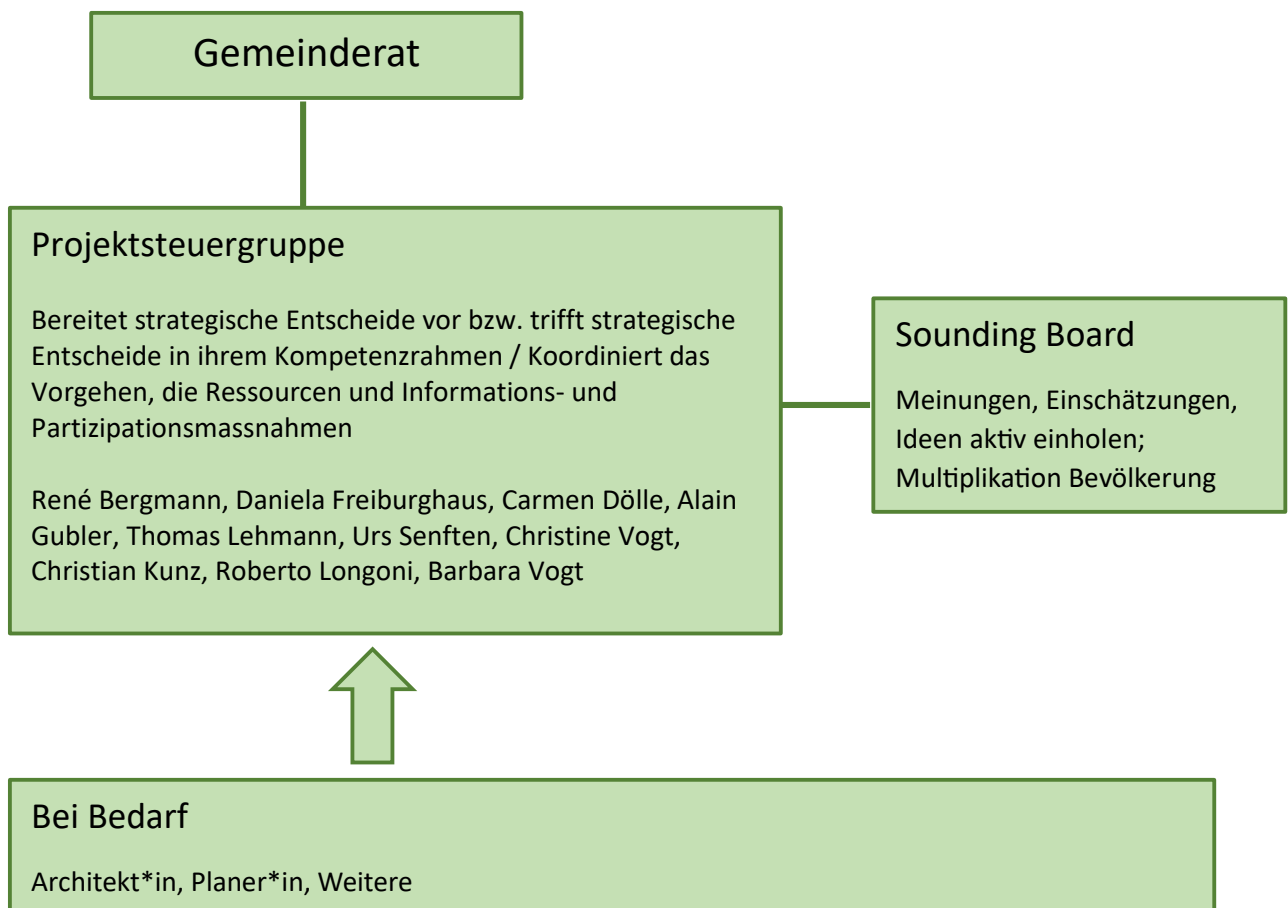 Gemeinderat
Projektsteuergruppe
Bereitet strategische Entscheide vor bzw. trifft strategische
Entscheide in ihrem Kompetenzrahmen / Koordiniert das
Vorgehen, die Ressourcen und Informations- und
Partizipationsmassnahmen
René Bergmann, Daniela Freiburghaus, Carmen Dölle, Alain
Gubler, Thomas Lehmann, Urs Senften, Christine Vogt,
Christian Kunz, Roberto Longoni, Barbara Vogt
Sounding Board
Meinungen, Einschätzungen,
Ideen aktiv einholen;
Multiplikation Bevölkerung
Bei Bedarf
Architekt*in, Planer*in, Weitere